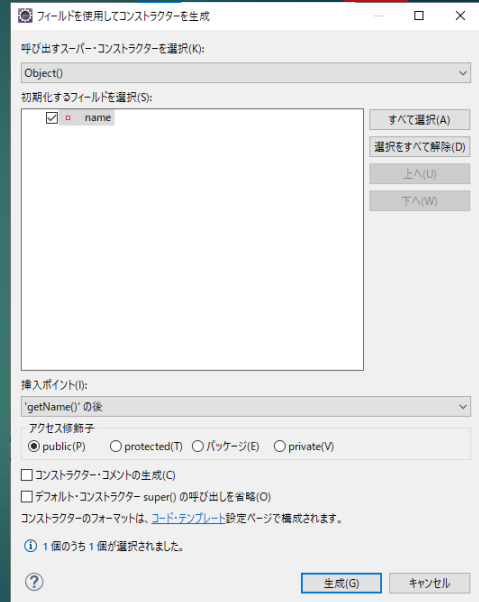 フィールドを使用してコンストラクターを生成
呼び出すスーパー・コンストラクターを選択(K):
Object()
初期化するフィールドを選択(S):
name
すべて選択(A)
選択をすべて解除(D)
上へ(U)
下へ(W)
挿入ポイント(I):
'getName()' の後
アクセス修飾子
public(P) protected(T) パッケージ(E) private(V)
コンストラクター・コメントの生成(C)
デフォルト・コンストラクター super() の呼び出しを省略(O)
コンストラクターのフォーマットは、コード・テンプレート設定ページで構成されます。
1 個のうち 1 個が選択されました。
生成(G) キャンセル